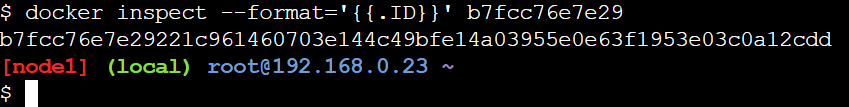 $ docker inspect --format='{{.ID}}' b7fcc76e7e29
b7fcc76e7e29221c961460703e144c49bfe14a03955e0e63f1953e03c0a12cdd
[node1] (local) root@192.168.0.23 ~
$